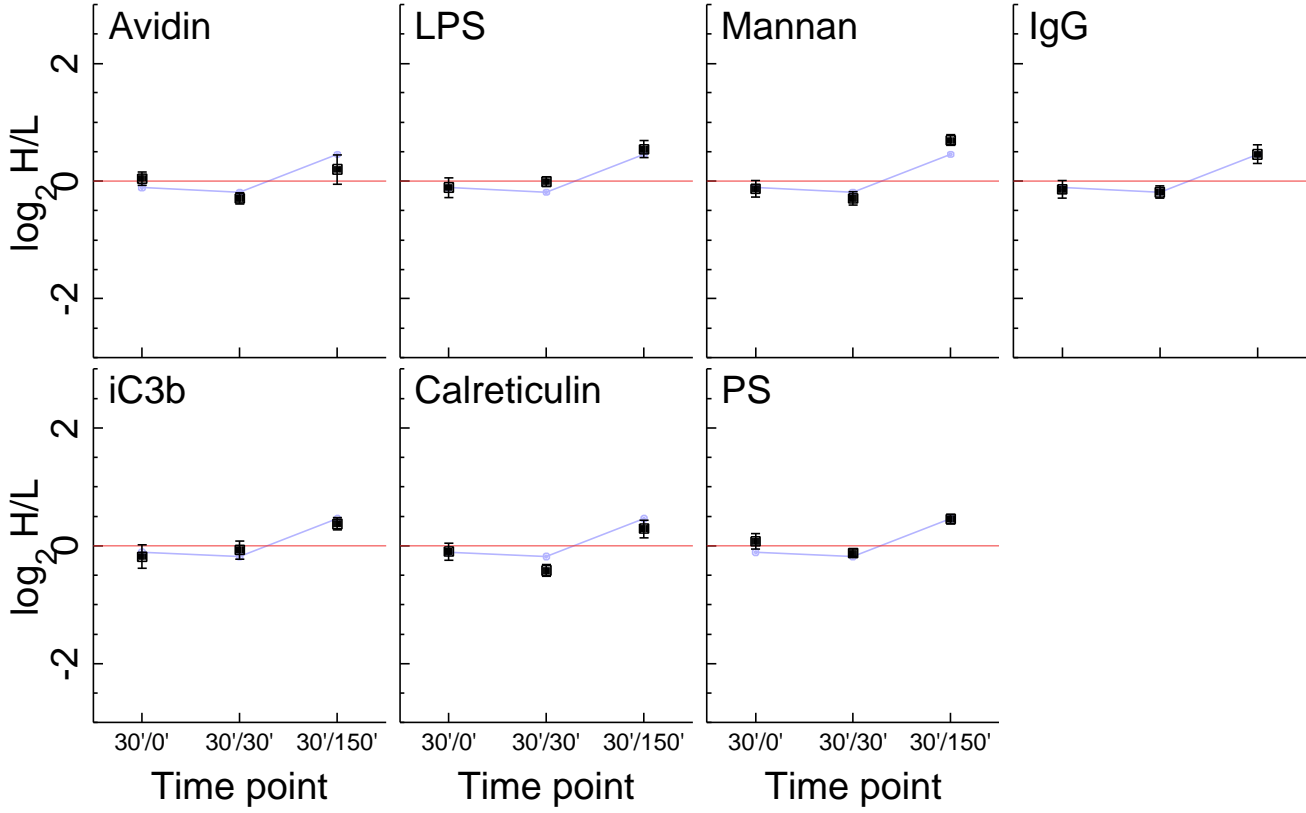 Avidin LPS Mannan IgG
log2 H/L
2
0
-2
iC3b Calreticulin PS
log2 H/L
2
0
-2
30'/0' 30'/30' 30'/150' 30'/0' 30'/30' 30'/150' 30'/0' 30'/30' 30'/150'
Time point Time point Time point